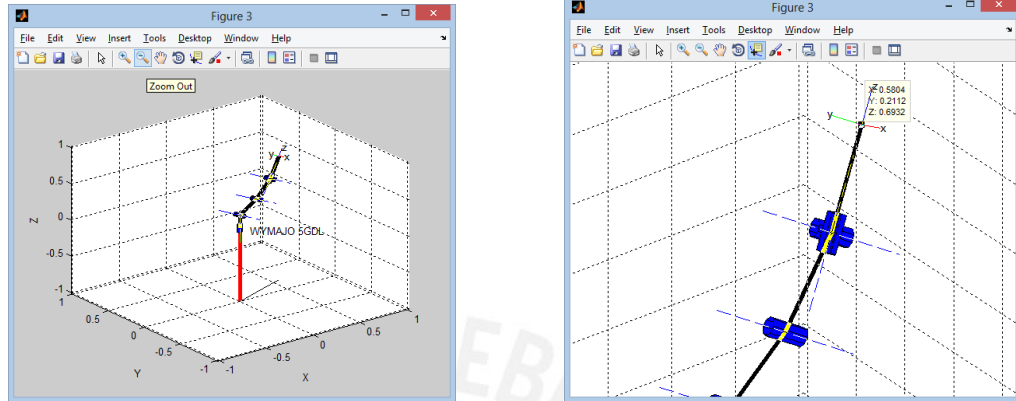 Figure 3
File Edit View Insert Tools Desktop Window Help
Zoom Out
1
0.5
0
-0.5
-1
Z
1
0.5
0
-0.5
-1
Y
-1
-0.5
0
0.5
1
X
y z x
WYMAJO 5GDL
Figure 3
File Edit View Insert Tools Desktop Window Help
X: 0.5804
Y: 0.2112
Z: 0.6932
z
y
x